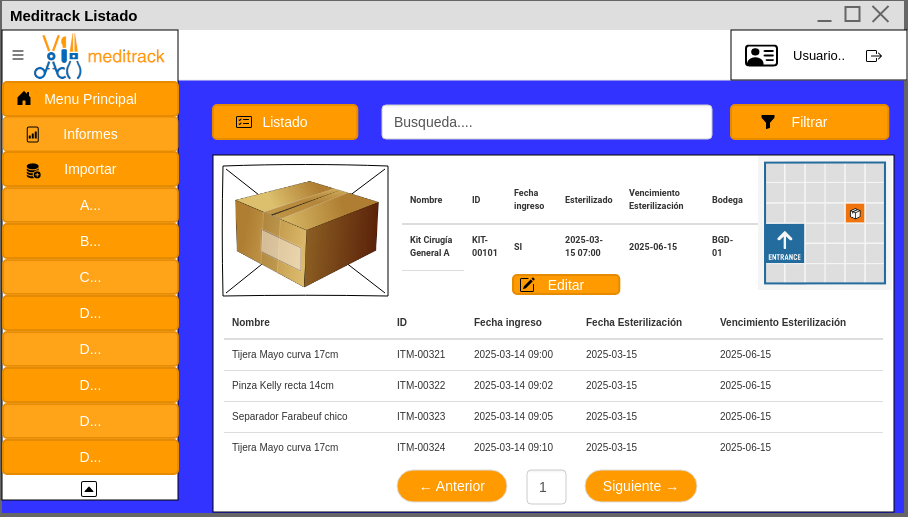 Meditrack Listado
meditrack
Usuario..
Menu Principal
Informes
Importar
A...
B...
C...
D...
D...
D...
D...
D...
Listado
Busqueda....
Filtrar
Nombre ID Fecha ingreso Esterilizado Vencimiento Esterilización Bodega
Kit Cirugía General A KIT-00101 SI 2025-03-15 07:00 2025-06-15 BGD-01
ENTRANCE
Editar
Nombre ID Fecha ingreso Fecha Esterilización Vencimiento Esterilización
Tijera Mayo curva 17cm ITM-00321 2025-03-14 09:00 2025-03-15 2025-06-15
Pinza Kelly recta 14cm ITM-00322 2025-03-14 09:02 2025-03-15 2025-06-15
Separador Farabeuf chico ITM-00323 2025-03-14 09:05 2025-03-15 2025-06-15
Tijera Mayo curva 17cm ITM-00324 2025-03-14 09:10 2025-03-15 2025-06-15
← Anterior 1 Siguiente →